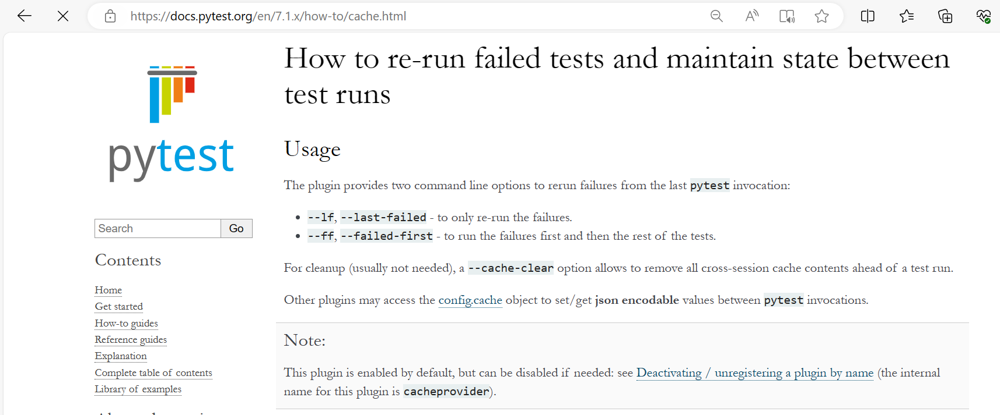 https://docs.pytest.org/en/7.1.x/how-to/cache.html
pytest
Search
Go
Contents
Home
Get started
How-to guides
Reference guides
Explanation
Complete table of contents
Library of examples
How to re-run failed tests and maintain state between
test runs
Usage
The plugin provides two command line options to rerun failures from the last pytest invocation:
• --lf, --last-failed - to only re-run the failures.
• --ff, --failed-first - to run the failures first and then the rest of the tests.
For cleanup (usually not needed), a --cache-clear option allows to remove all cross-session cache contents ahead of a test run.
Other plugins may access the config.cache object to set/get json encodable values between pytest invocations.
Note:
This plugin is enabled by default, but can be disabled if needed: see Deactivating / unregistering a plugin by name (the internal
name for this plugin is cacheprovider).